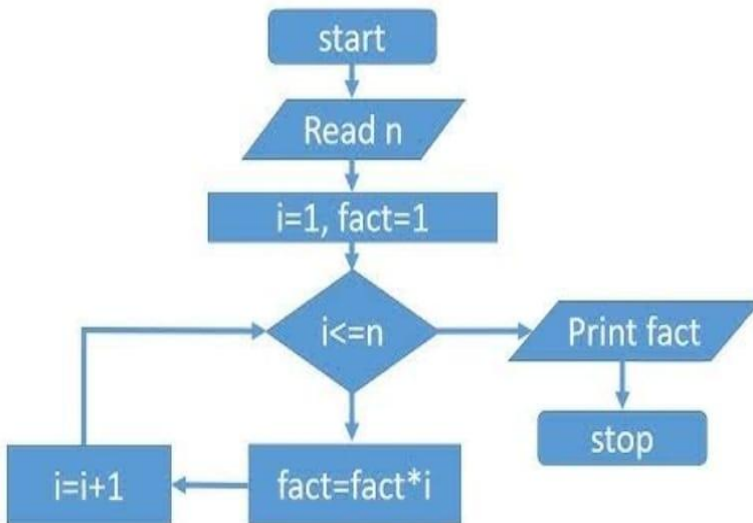 start
Read n
i=1, fact=1
i<=n
Print fact
stop
fact=fact*i
i=i+1